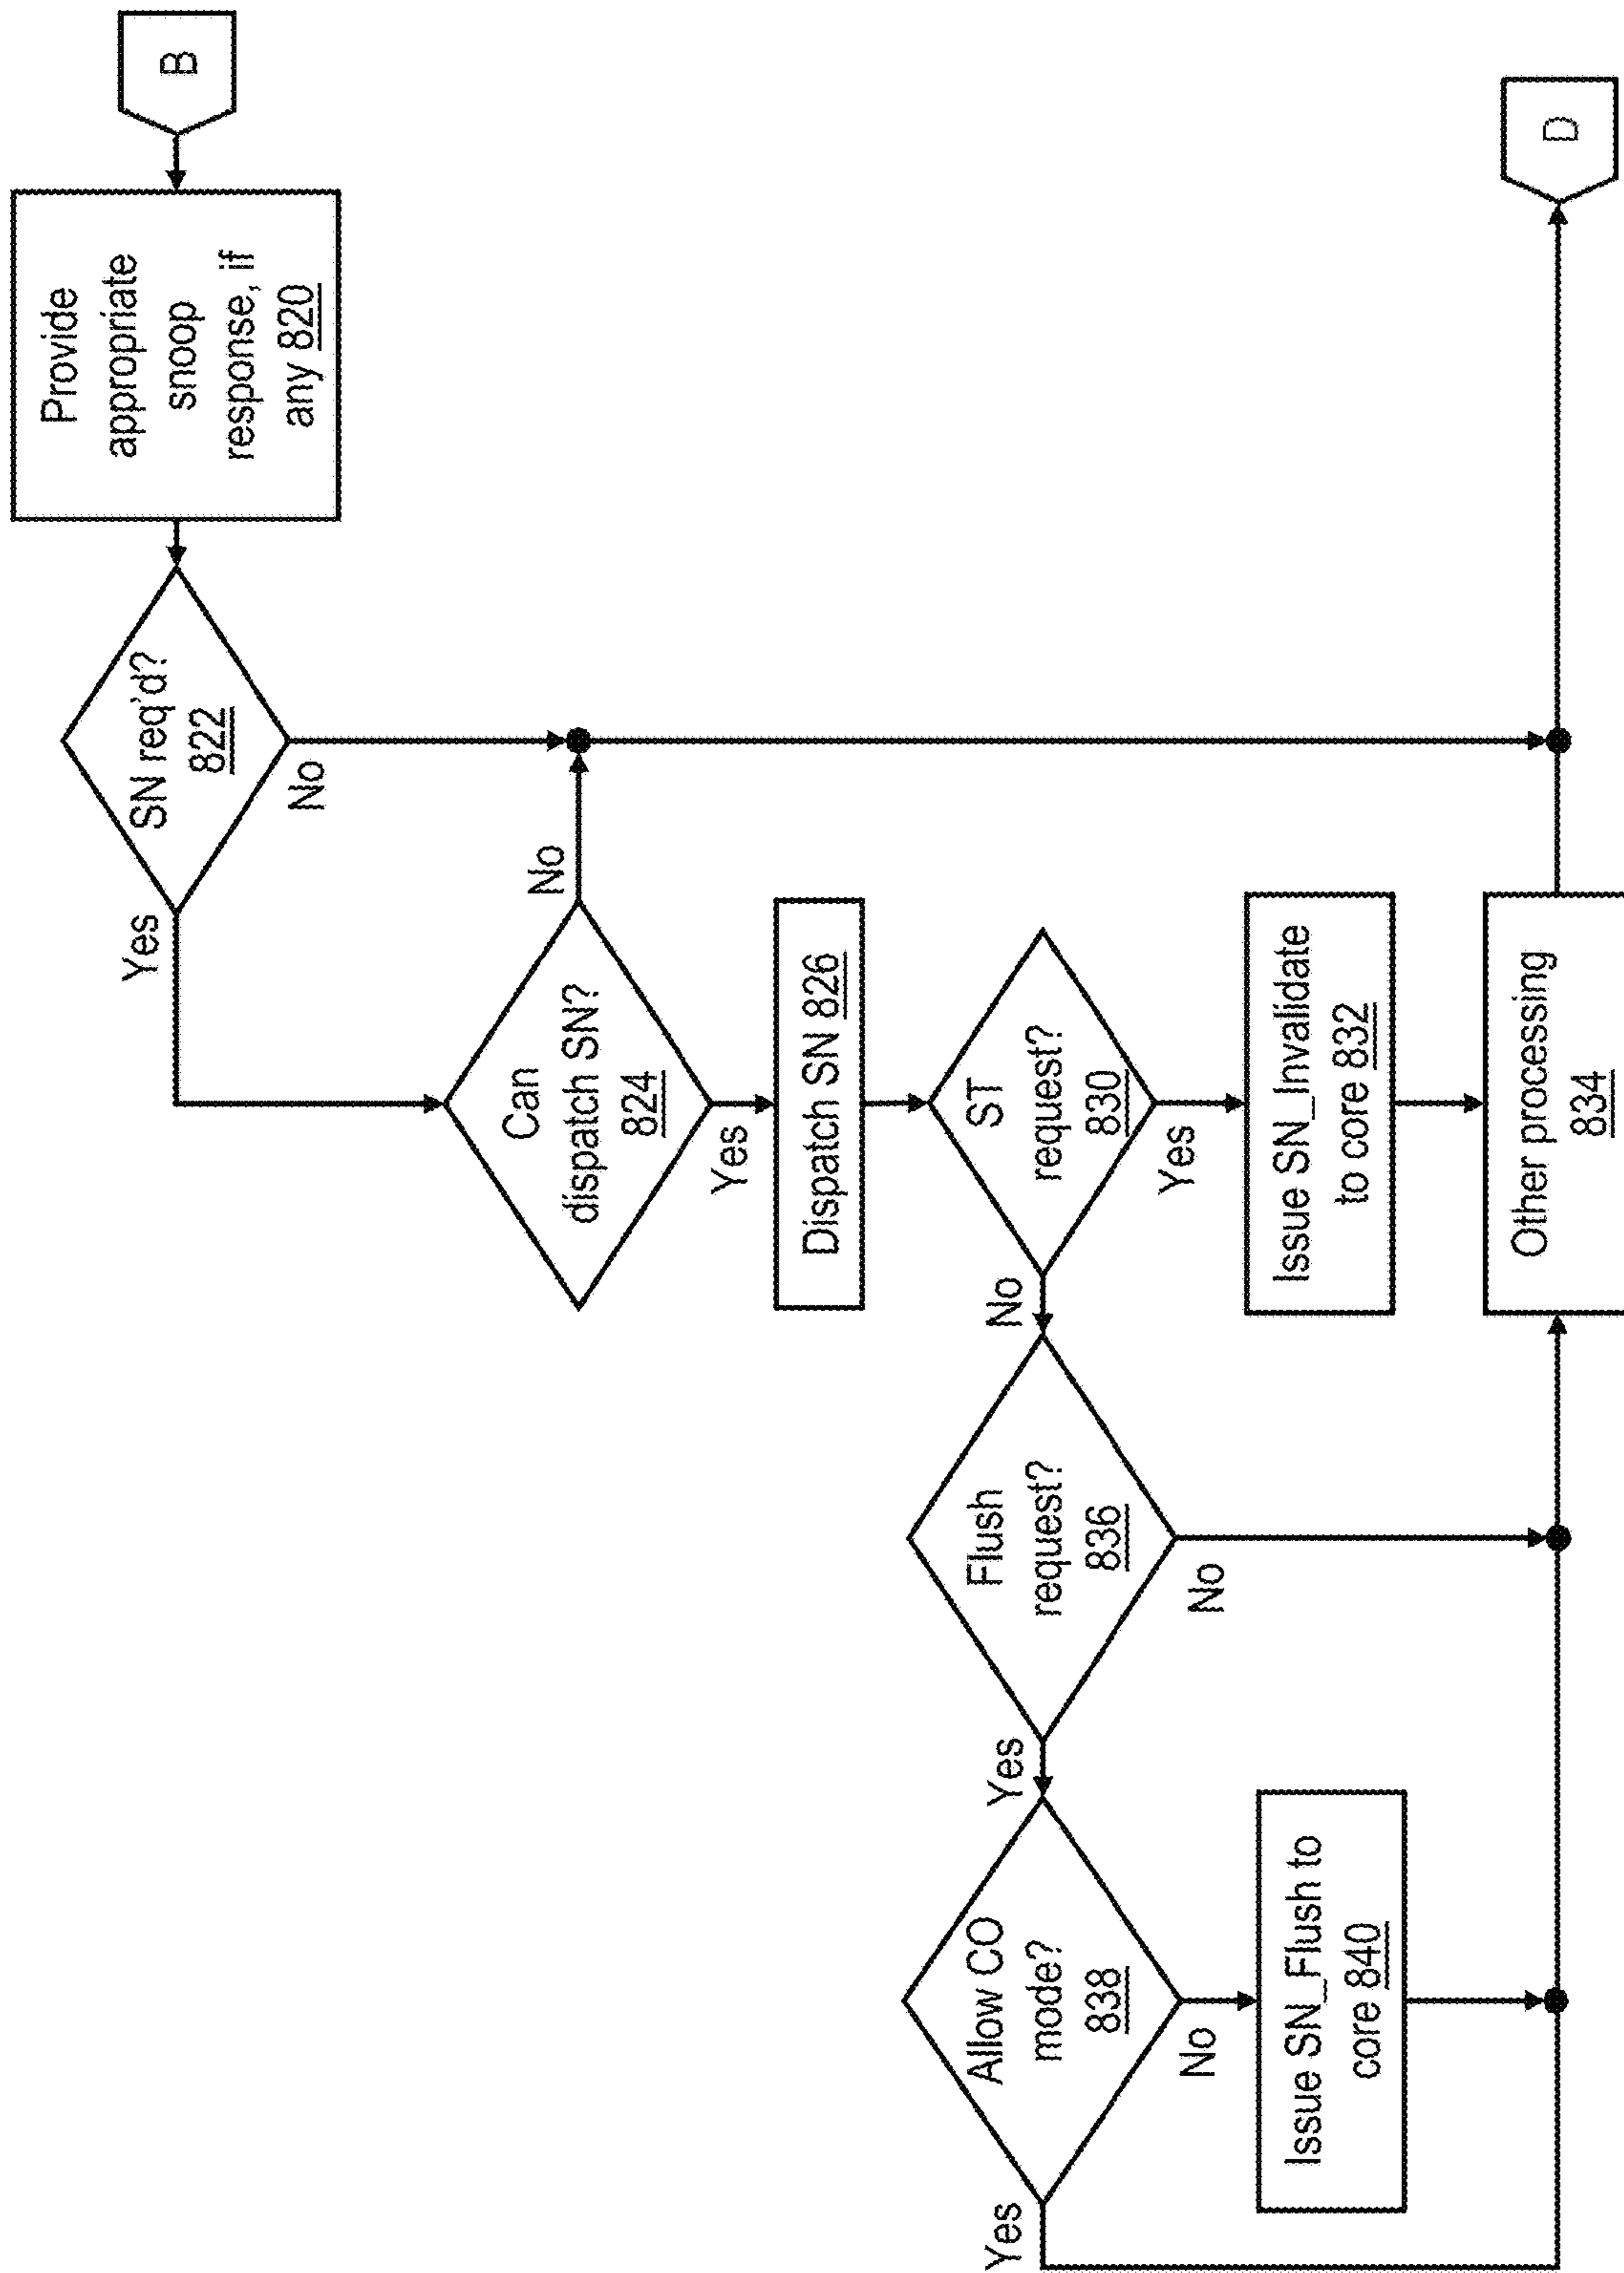 B
Provide
appropriate
snoop
response, if
any 820
SN req'd?
822
Yes
No
Can
dispatch SN?
824
No
Yes
Dispatch SN 826
ST
request?
830
No
Yes
Issue SN_Invalidate
to core 832
Other processing
834
Flush
request?
836
Yes
No
Allow CO
mode?
838
Yes
No
Issue SN_Flush to
core 840
D